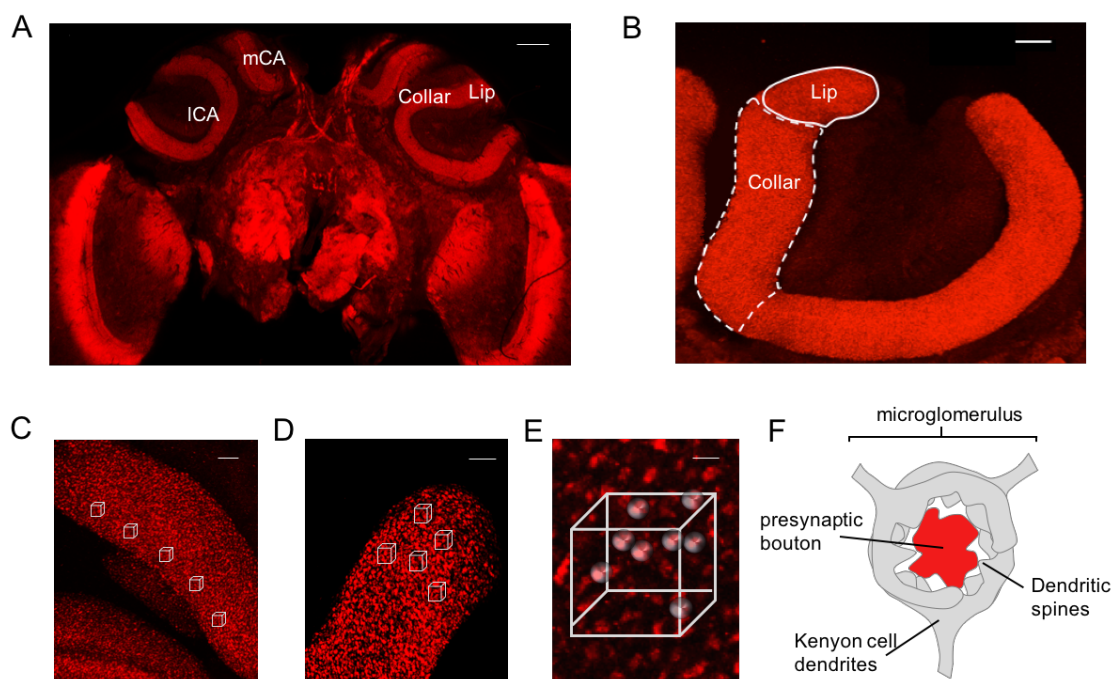 A
mCA
lCA
Collar
Lip
B
Lip
Collar
C
D
E
F
microglomerulus
presynaptic
bouton
Dendritic
spines
Kenyon cell
dendrites